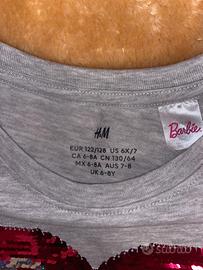 H&M
EUR 122/128 US 6X/7
CA 6-8A CN 130/64
MX 6-8A AUS 7-8
UK 6-8Y
Barbie
subito